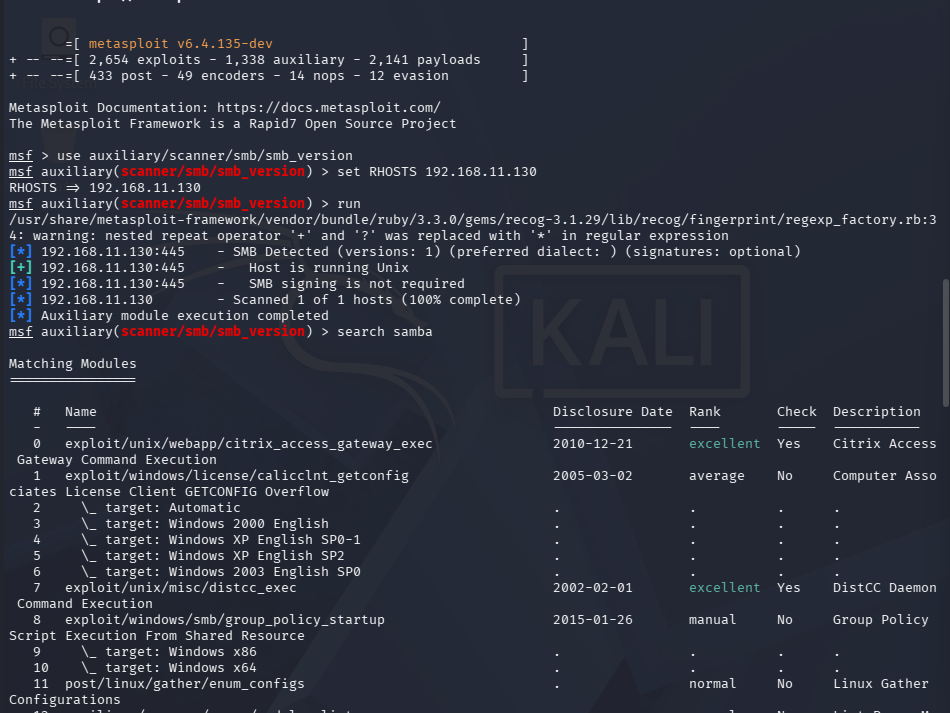 =[ metasploit v6.4.135-dev ]
+ -- --=[ 2,654 exploits - 1,338 auxiliary - 2,141 payloads ]
+ -- --=[ 433 post - 49 encoders - 14 nops - 12 evasion ]
Metasploit Documentation: https://docs.metasploit.com/
The Metasploit Framework is a Rapid7 Open Source Project
msf > use auxiliary/scanner/smb/smb_version
msf auxiliary(scanner/smb/smb_version) > set RHOSTS 192.168.11.130
RHOSTS => 192.168.11.130
msf auxiliary(scanner/smb/smb_version) > run
/usr/share/metasploit-framework/vendor/bundle/ruby/3.3.0/gems/recog-3.1.29/lib/recog/fingerprint/regexp_factory.rb:3
4: warning: nested repeat operator '+' and '?' was replaced with '*' in regular expression
[*] 192.168.11.130:445 - SMB Detected (versions: 1) (preferred dialect: ) (signatures: optional)
[+] 192.168.11.130:445 - Host is running Unix
[*] 192.168.11.130:445 - SMB signing is not required
[*] 192.168.11.130 - Scanned 1 of 1 hosts (100% complete)
[*] Auxiliary module execution completed
msf auxiliary(scanner/smb/smb_version) > search samba
KALI
Matching Modules
================
# Name Disclosure Date Rank Check Description
- ---- --------------- ---- ----- -----------
0 exploit/unix/webapp/citrix_access_gateway_exec 2010-12-21 excellent Yes Citrix Access
Gateway Command Execution
1 exploit/windows/license/calicclnt_getconfig 2005-03-02 average No Computer Asso
ciates License Client GETCONFIG Overflow
2 \_ target: Automatic . . . .
3 \_ target: Windows 2000 English . . . .
4 \_ target: Windows XP English SP0-1 . . . .
5 \_ target: Windows XP English SP2 . . . .
6 \_ target: Windows 2003 English SP0 . . . .
7 exploit/unix/misc/distcc_exec 2002-02-01 excellent Yes DistCC Daemon
Command Execution
8 exploit/windows/smb/group_policy_startup 2015-01-26 manual No Group Policy
Script Execution From Shared Resource
9 \_ target: Windows x86 . . . .
10 \_ target: Windows x64 . . . .
11 post/linux/gather/enum_configs . normal No Linux Gather
Configurations